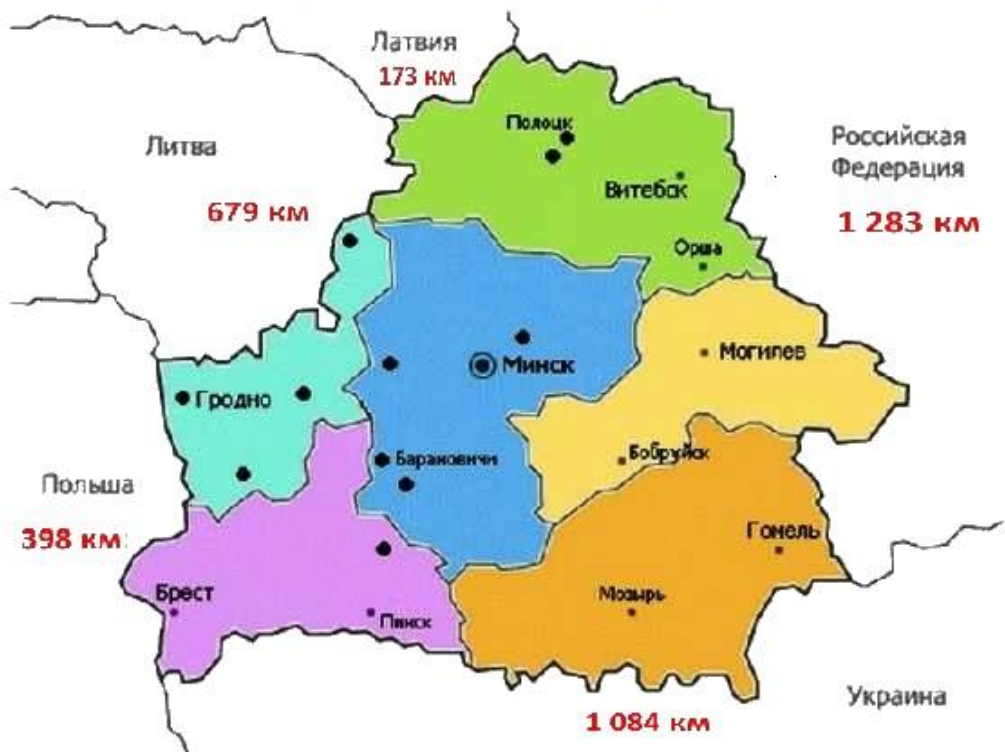 Латвия
173 км
Литва
679 км
Российская
Федерация
1 283 км
Полоцк
Витебск
Орша
Могилев
Минск
Гродно
Барановичи
Бобруйск
Польша
398 км
Гомель
Брест
Пинск
Мозырь
Украина
1 084 км